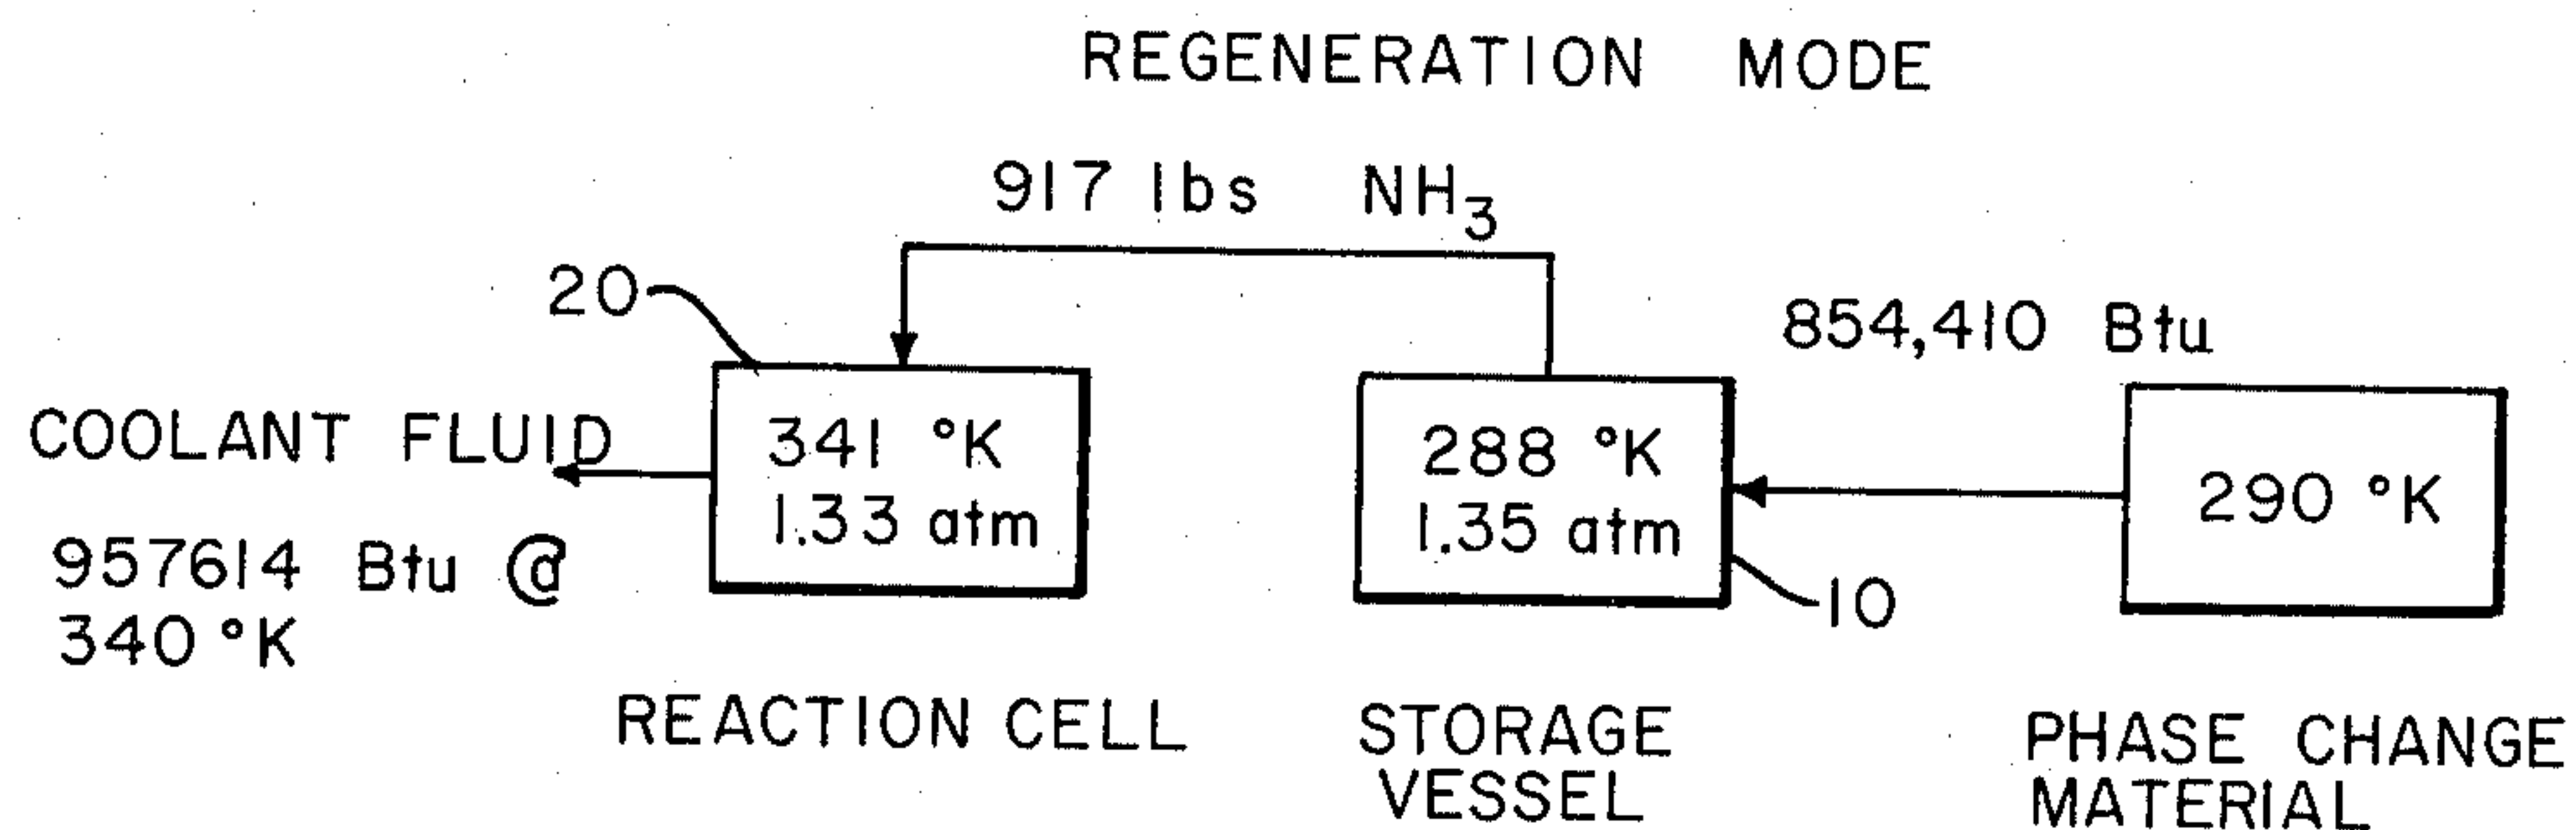 REGENERATION MODE
917 lbs NH₃
20
854,410 Btu
COOLANT FLUID
957614 Btu @
340 °K
341 °K
1.33 atm
288 °K
1.35 atm
290 °K
10
REACTION CELL
STORAGE
VESSEL
PHASE CHANGE
MATERIAL